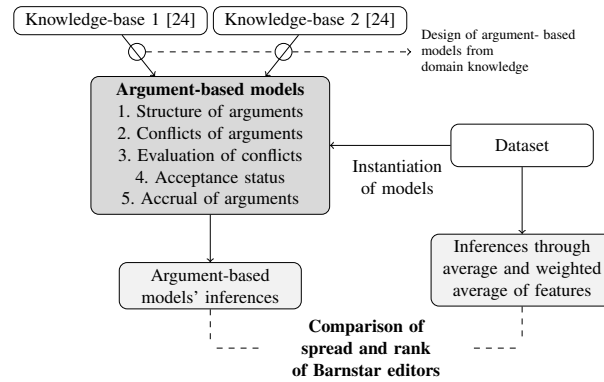 Knowledge-base 1 [24]
Knowledge-base 2 [24]
Design of argument- based
models from
domain knowledge
Argument-based models
1. Structure of arguments
2. Conflicts of arguments
3. Evaluation of conflicts
4. Acceptance status
5. Accrual of arguments
Dataset
Instantiation
of models
Argument-based
models’ inferences
Inferences through
average and weighted
average of features
Comparison of
spread and rank
of Barnstar editors